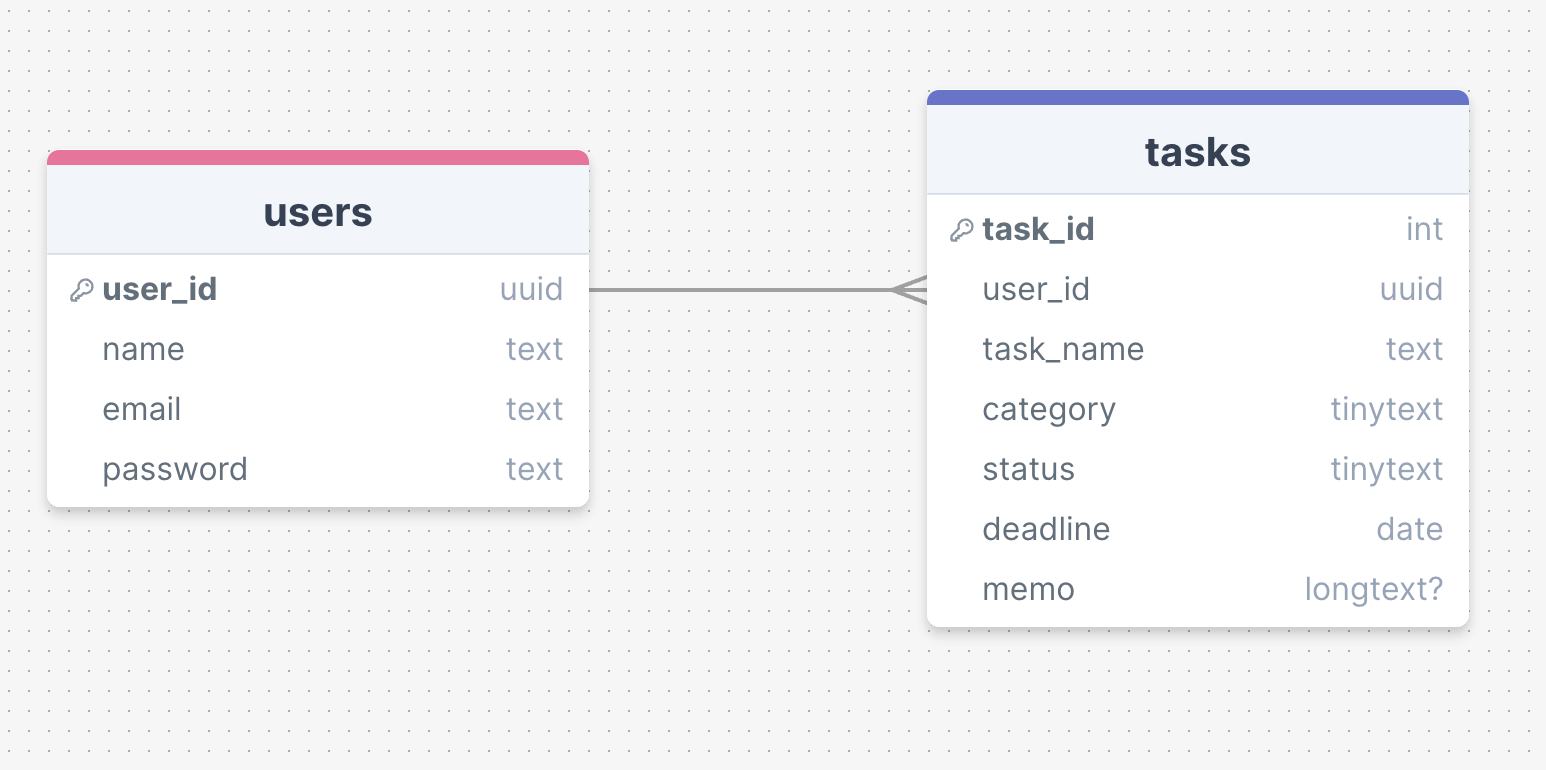 users
user_id uuid
name text
email text
password text
tasks
task_id int
user_id uuid
task_name text
category tinytext
status tinytext
deadline date
memo longtext?